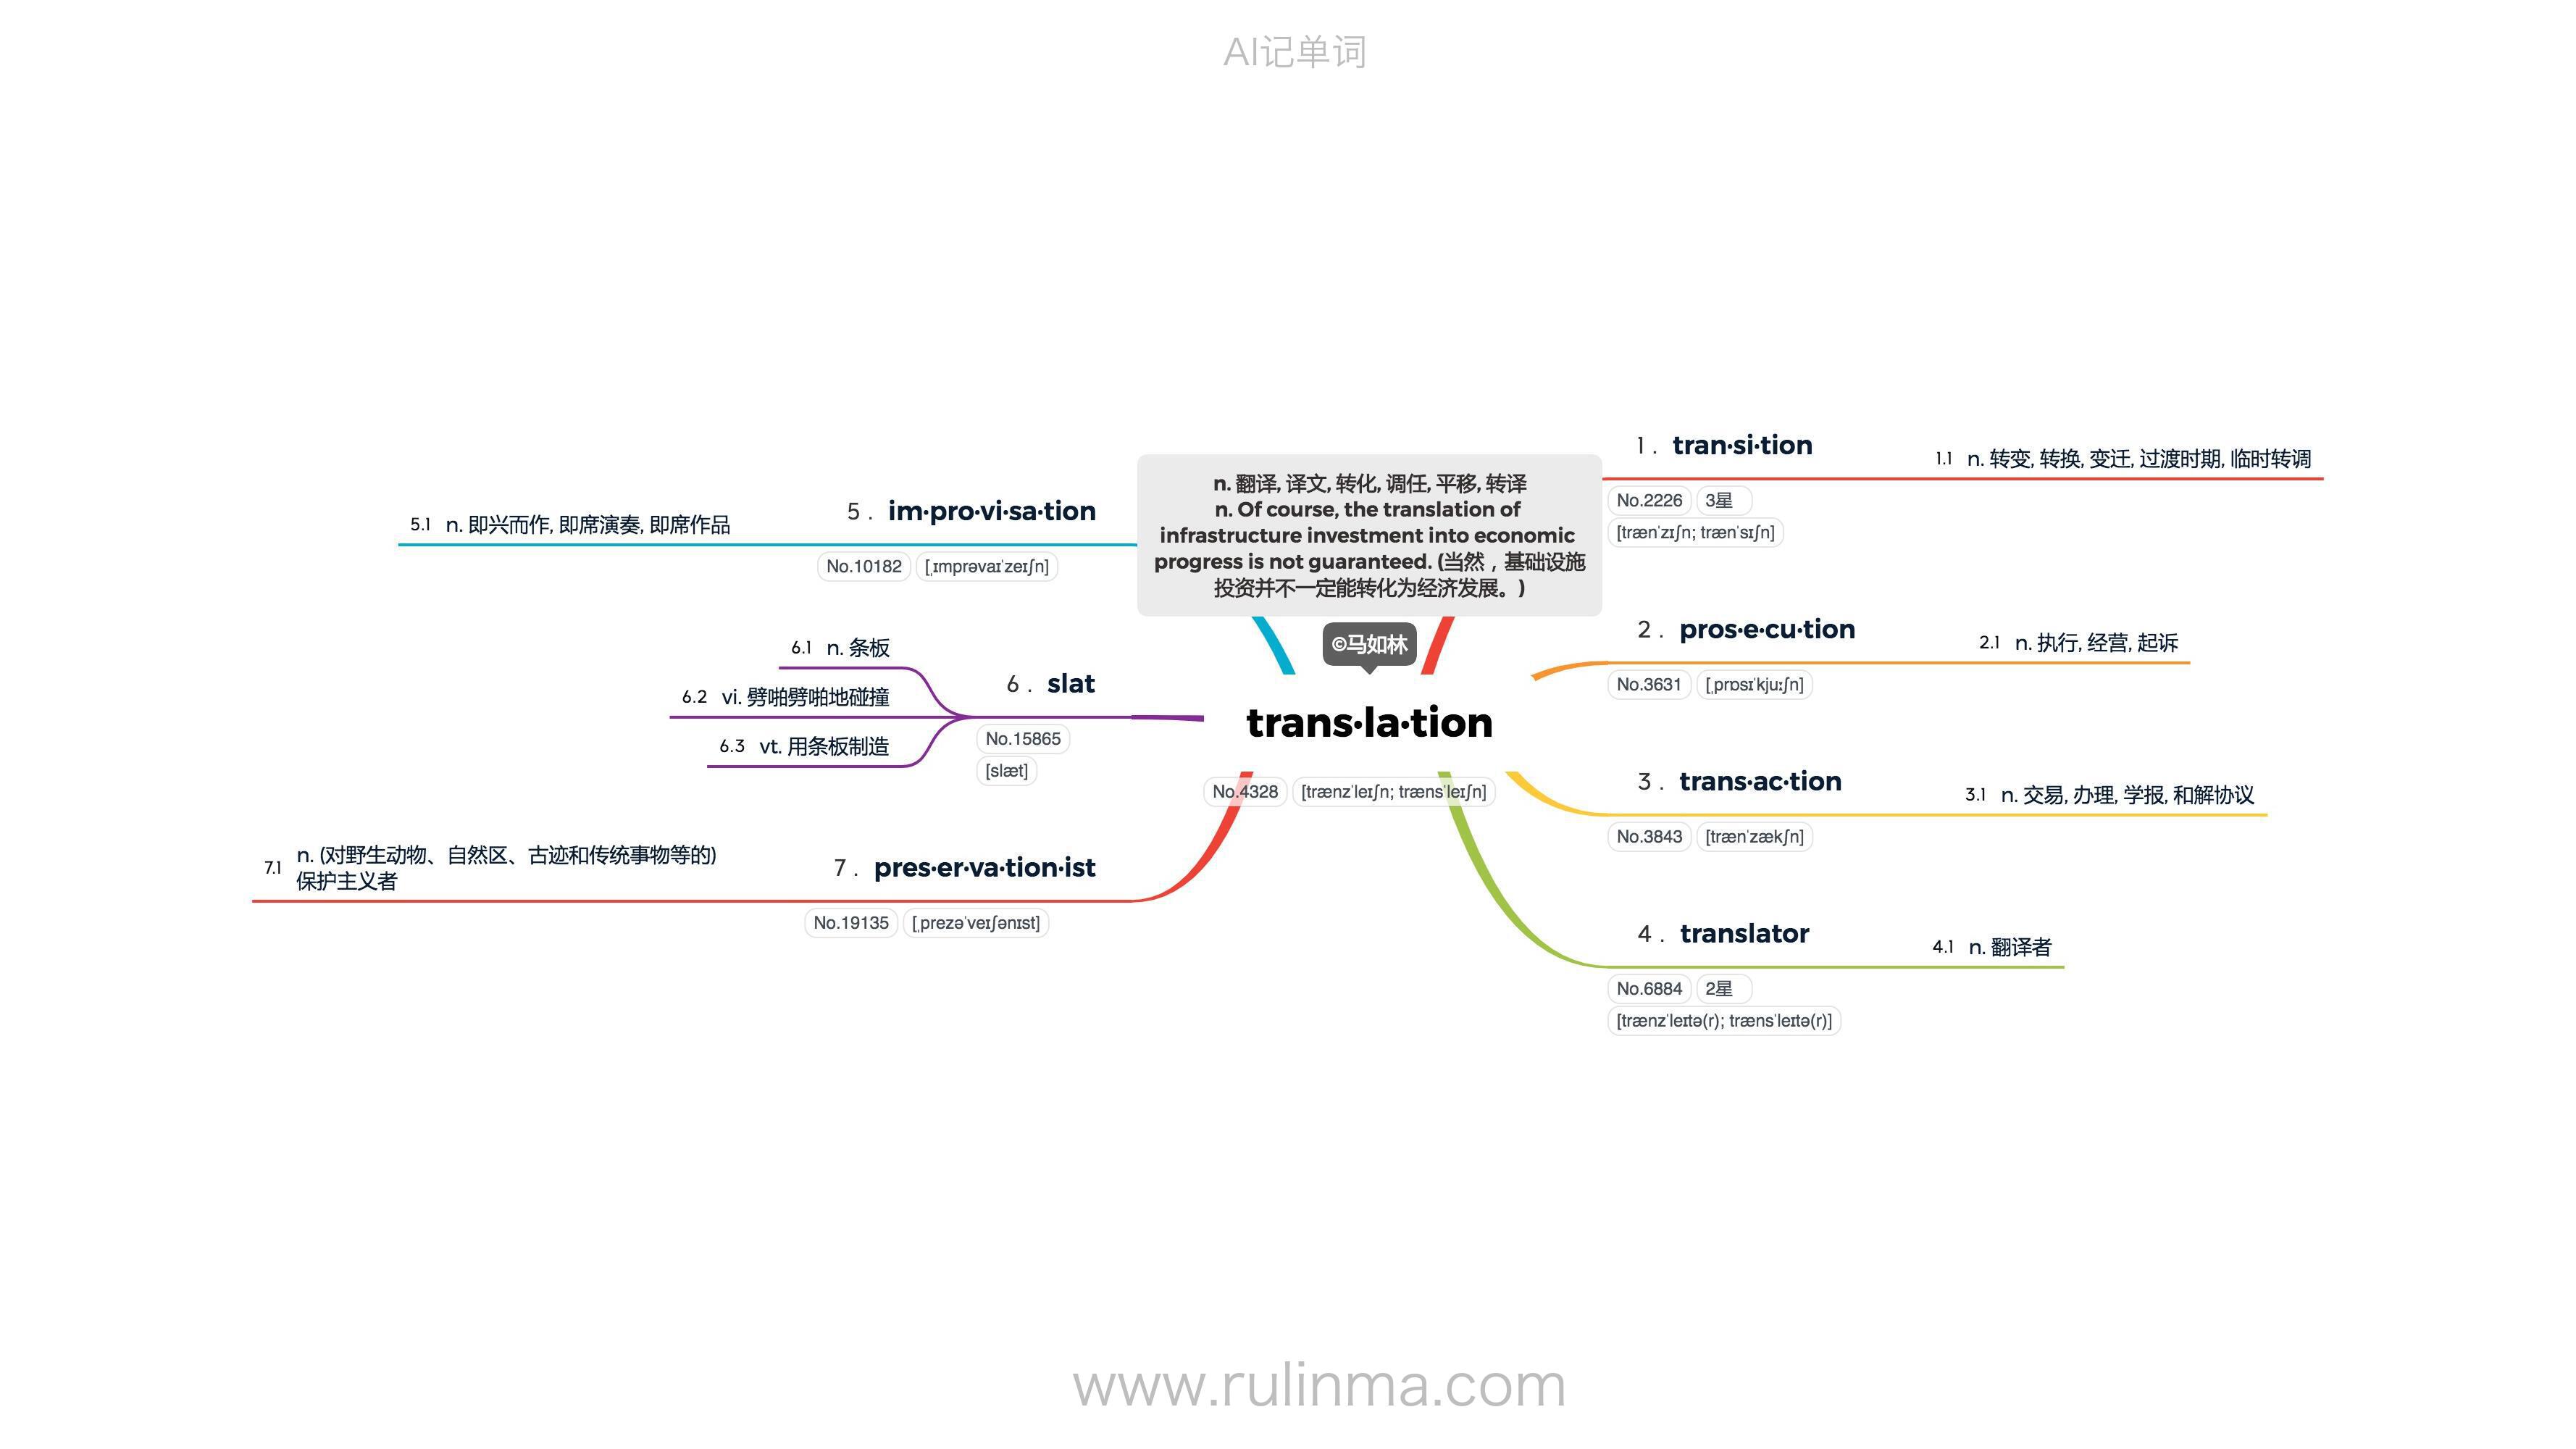 AI记单词
n. 翻译, 译文, 转化, 调任, 平移, 转译
n. Of course, the translation of
infrastructure investment into economic
progress is not guaranteed. (当然，基础设施
投资并不一定能转化为经济发展。)
©马如林
trans·la·tion
No.4328 [trænzˈleɪʃn; trænsˈleɪʃn]
1. tran·si·tion
No.2226 3星
[trænˈzɪʃn; trænˈsɪʃn]
1.1 n. 转变, 转换, 变迁, 过渡时期, 临时转调
2. pros·e·cu·tion
No.3631 [ˌprɒsɪˈkjuːʃn]
2.1 n. 执行, 经营, 起诉
3. trans·ac·tion
No.3843 [trænˈzækʃn]
3.1 n. 交易, 办理, 学报, 和解协议
4. translator
No.6884 2星
[trænzˈleɪtə(r); trænsˈleɪtə(r)]
4.1 n. 翻译者
5. im·pro·vi·sa·tion
No.10182 [ˌɪmprəvaɪˈzeɪʃn]
5.1 n. 即兴而作, 即席演奏, 即席作品
6. slat
No.15865
[slæt]
6.1 n. 条板
6.2 vi. 劈啪劈啪地碰撞
6.3 vt. 用条板制造
7. pres·er·va·tion·ist
No.19135 [ˌprezəˈveɪʃənɪst]
7.1 n. (对野生动物、自然区、古迹和传统事物等的)
保护主义者
www.rulinma.com